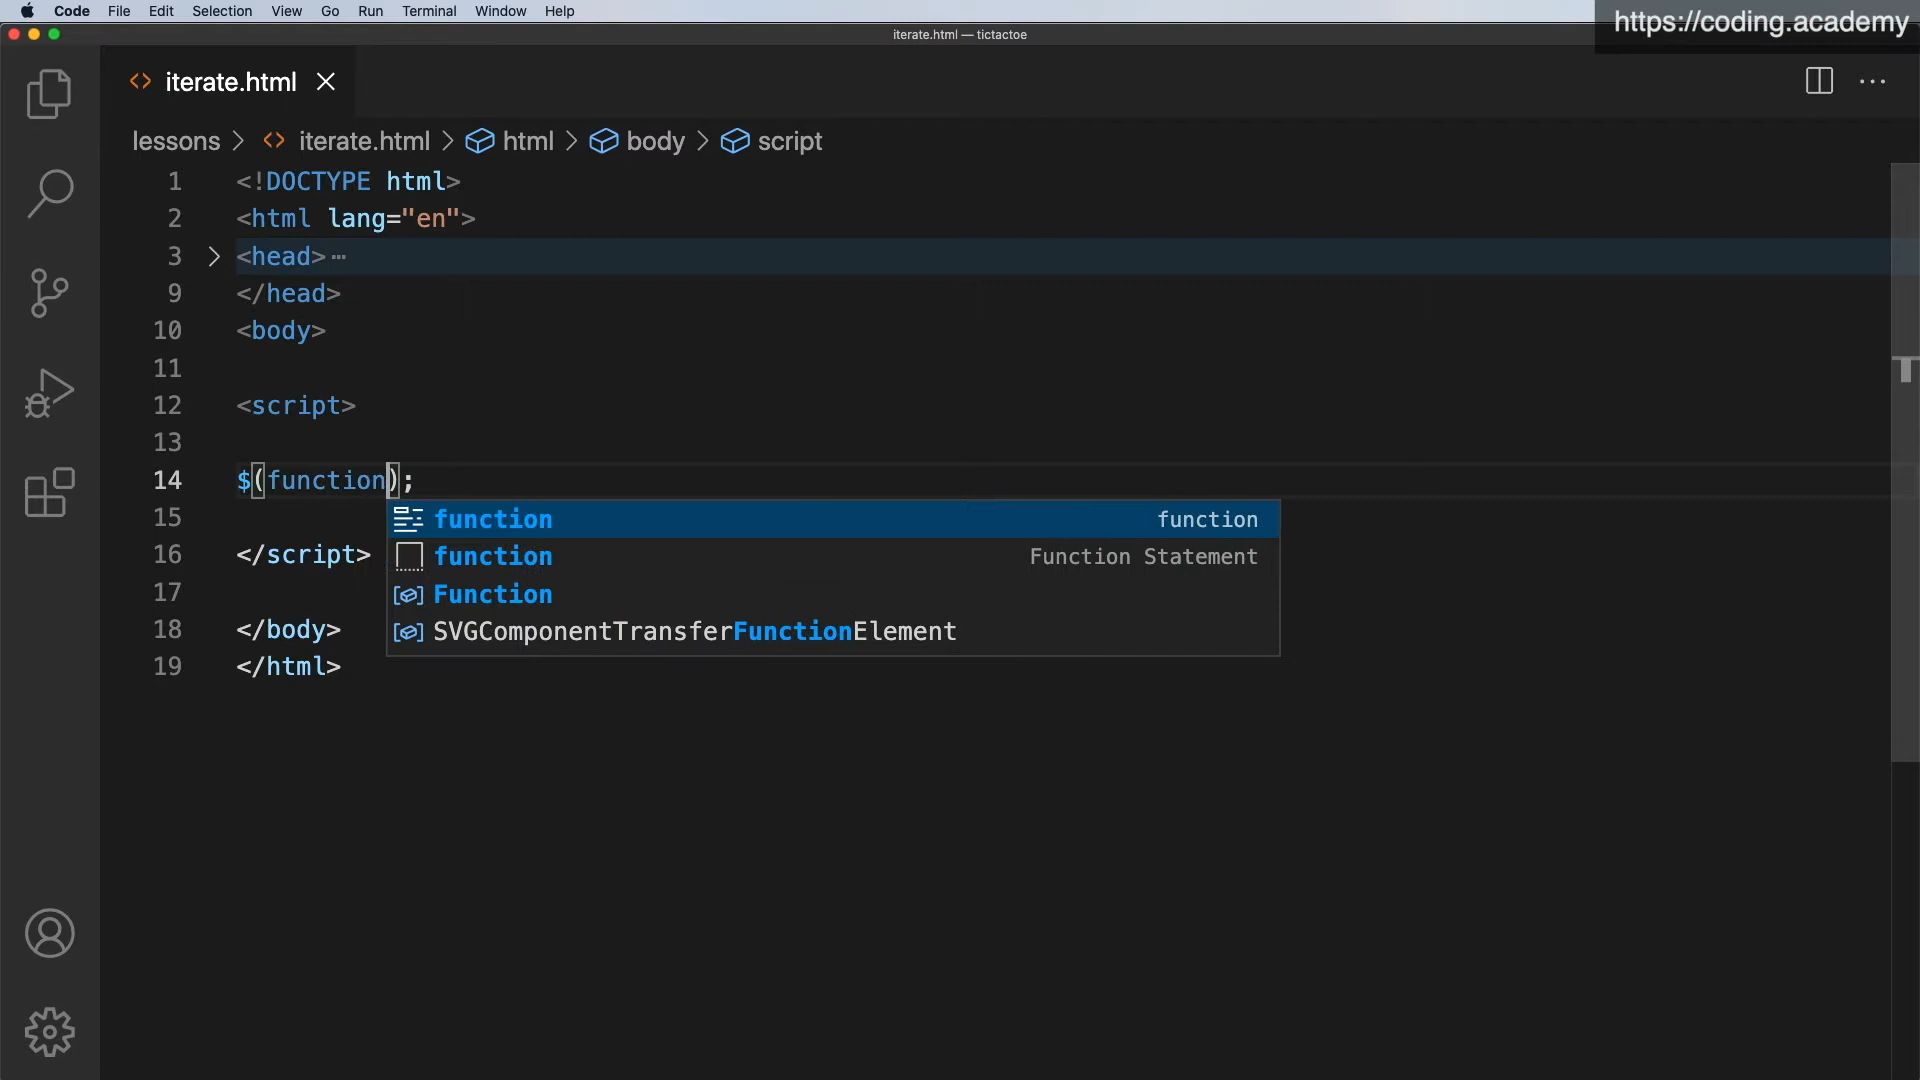 Code File Edit Selection View Go Run Terminal Window Help
https://coding.academy
iterate.html — tictactoe
<> iterate.html
lessons > <> iterate.html > html > body > script
1 <!DOCTYPE html>
2 <html lang="en">
3 > <head>…
9 </head>
10 <body>
11
12 <script>
13
14 $(function);
function function
15
16 </script>
function Function Statement
17
Function
18 </body>
SVGComponentTransferFunctionElement
19 </html>